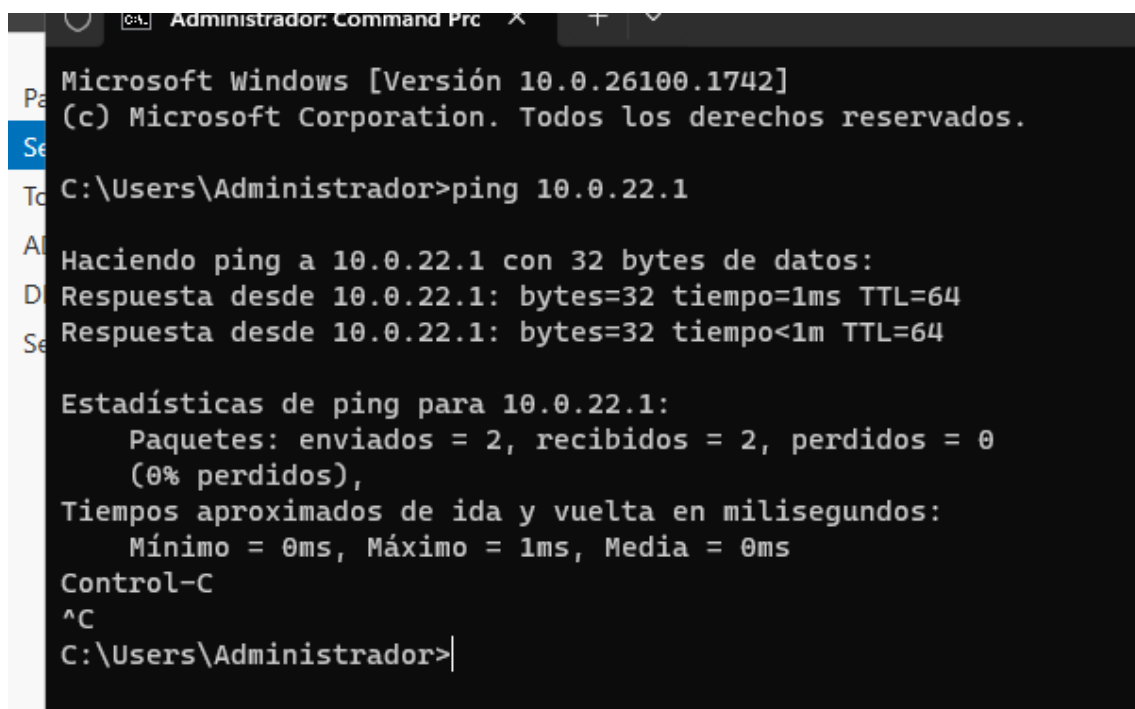 Administrador: Command Prc
Microsoft Windows [Versión 10.0.26100.1742]
(c) Microsoft Corporation. Todos los derechos reservados.
C:\Users\Administrador>ping 10.0.22.1
Haciendo ping a 10.0.22.1 con 32 bytes de datos:
Respuesta desde 10.0.22.1: bytes=32 tiempo=1ms TTL=64
Respuesta desde 10.0.22.1: bytes=32 tiempo<1m TTL=64
Estadísticas de ping para 10.0.22.1:
Paquetes: enviados = 2, recibidos = 2, perdidos = 0
(0% perdidos),
Tiempos aproximados de ida y vuelta en milisegundos:
Mínimo = 0ms, Máximo = 1ms, Media = 0ms
Control-C
^C
C:\Users\Administrador>